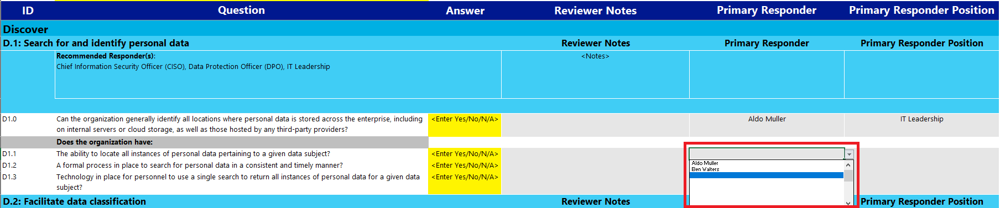 ID Question Answer Reviewer Notes Primary Responder Primary Responder Position
Discover
D.1: Search for and identify personal data Reviewer Notes Primary Responder Primary Responder Position
Recommended Responder(s): <Notes>
Chief Information Security Officer (CISO), Data Protection Officer (DPO), IT Leadership
D1.0 Can the organization generally identify all locations where personal data is stored across the enterprise, including <Enter Yes/No/N/A> Aldo Muller IT Leadership
on internal servers or cloud storage, as well as those hosted by any third-party providers?
Does the organization have:
D1.1 The ability to locate all instances of personal data pertaining to a given data subject? <Enter Yes/No/N/A>
D1.2 A formal process in place to search for personal data in a consistent and timely manner? <Enter Yes/No/N/A> Aldo Muller
Ben Walters
D1.3 Technology in place for personnel to use a single search to return all instances of personal data for a given data <Enter Yes/No/N/A>
subject?
D.2: Facilitate data classification Reviewer Notes Primary Responder Position